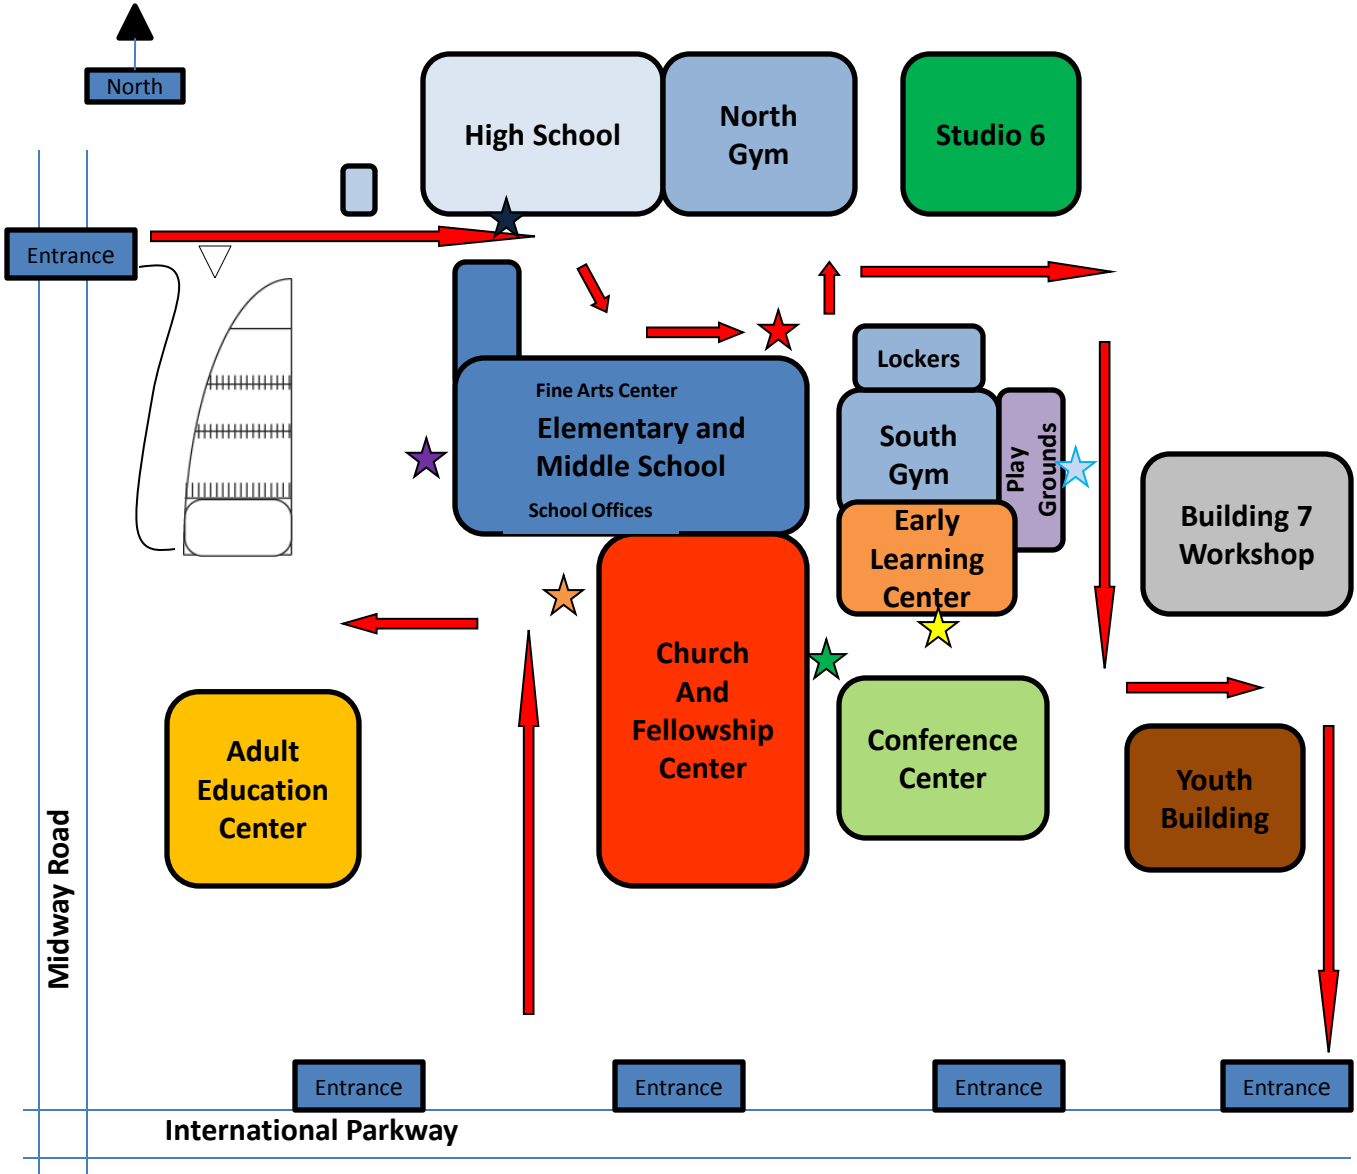 North
High School
North
Gym
Studio 6
Entrance
Lockers
Fine Arts Center
Elementary and
Middle School
School Offices
South
Gym
Play
Grounds
Early
Learning
Center
Building 7
Workshop
Church
And
Fellowship
Center
Adult
Education
Center
Conference
Center
Youth
Building
Midway Road
Entrance
Entrance
Entrance
Entrance
International Parkway